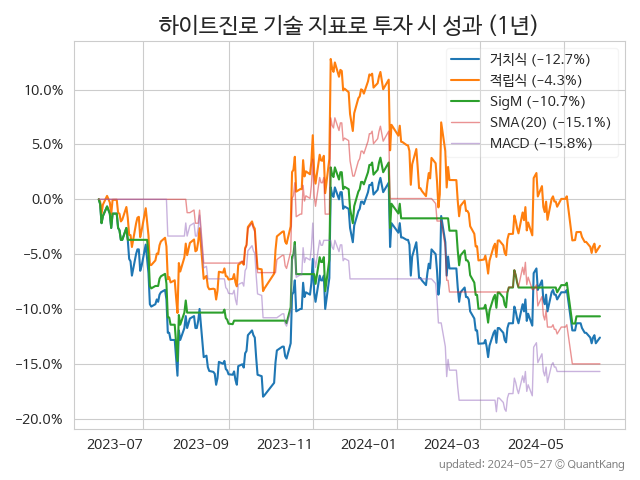 하이트진로 기술 지표로 투자 시 성과 (1년)
거치식 (−12.7%)
적립식 (−4.3%)
SigM (−10.7%)
SMA(20) (−15.1%)
MACD (−15.8%)
10.0%
5.0%
0.0%
−5.0%
−10.0%
−15.0%
−20.0%
2023−07 2023−09 2023−11 2024−01 2024−03 2024−05
updated: 2024-05-27 ⓒ QuantKang